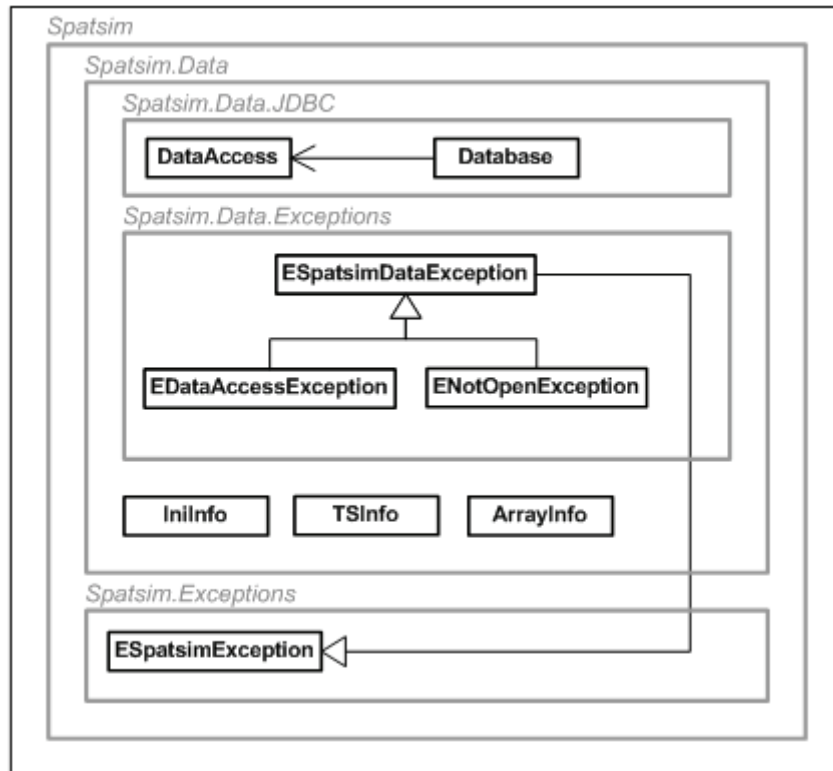 Spatsim
Spatsim.Data
Spatsim.Data.JDBC
DataAccess
Database
Spatsim.Data.Exceptions
ESpatsimDataException
EDataAccessException
ENotOpenException
IniInfo
TSInfo
ArrayInfo
Spatsim.Exceptions
ESpatsimException